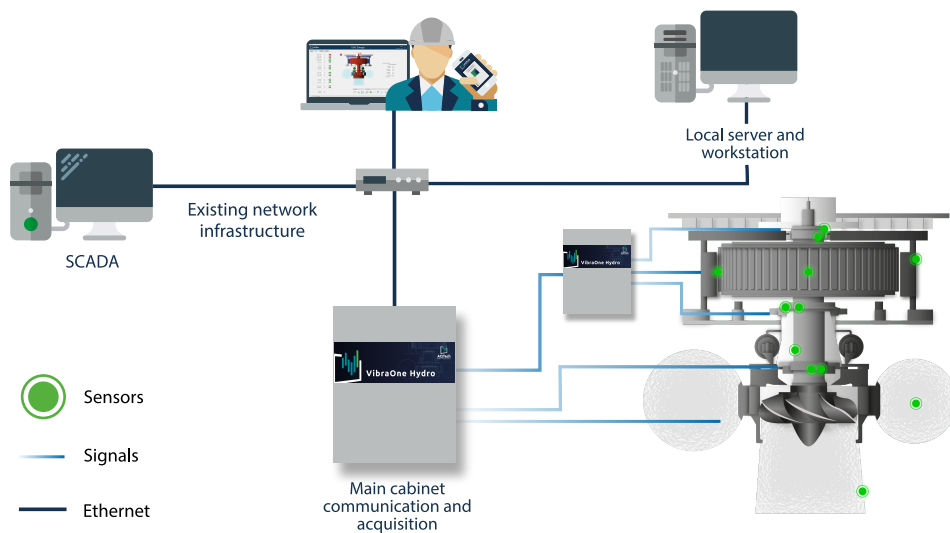 Local server and
workstation
Existing network
infrastructure
SCADA
VibraOne Hydro
VibraOne Hydro
Sensors
Signals
Ethernet
Main cabinet
communication and
acquisition